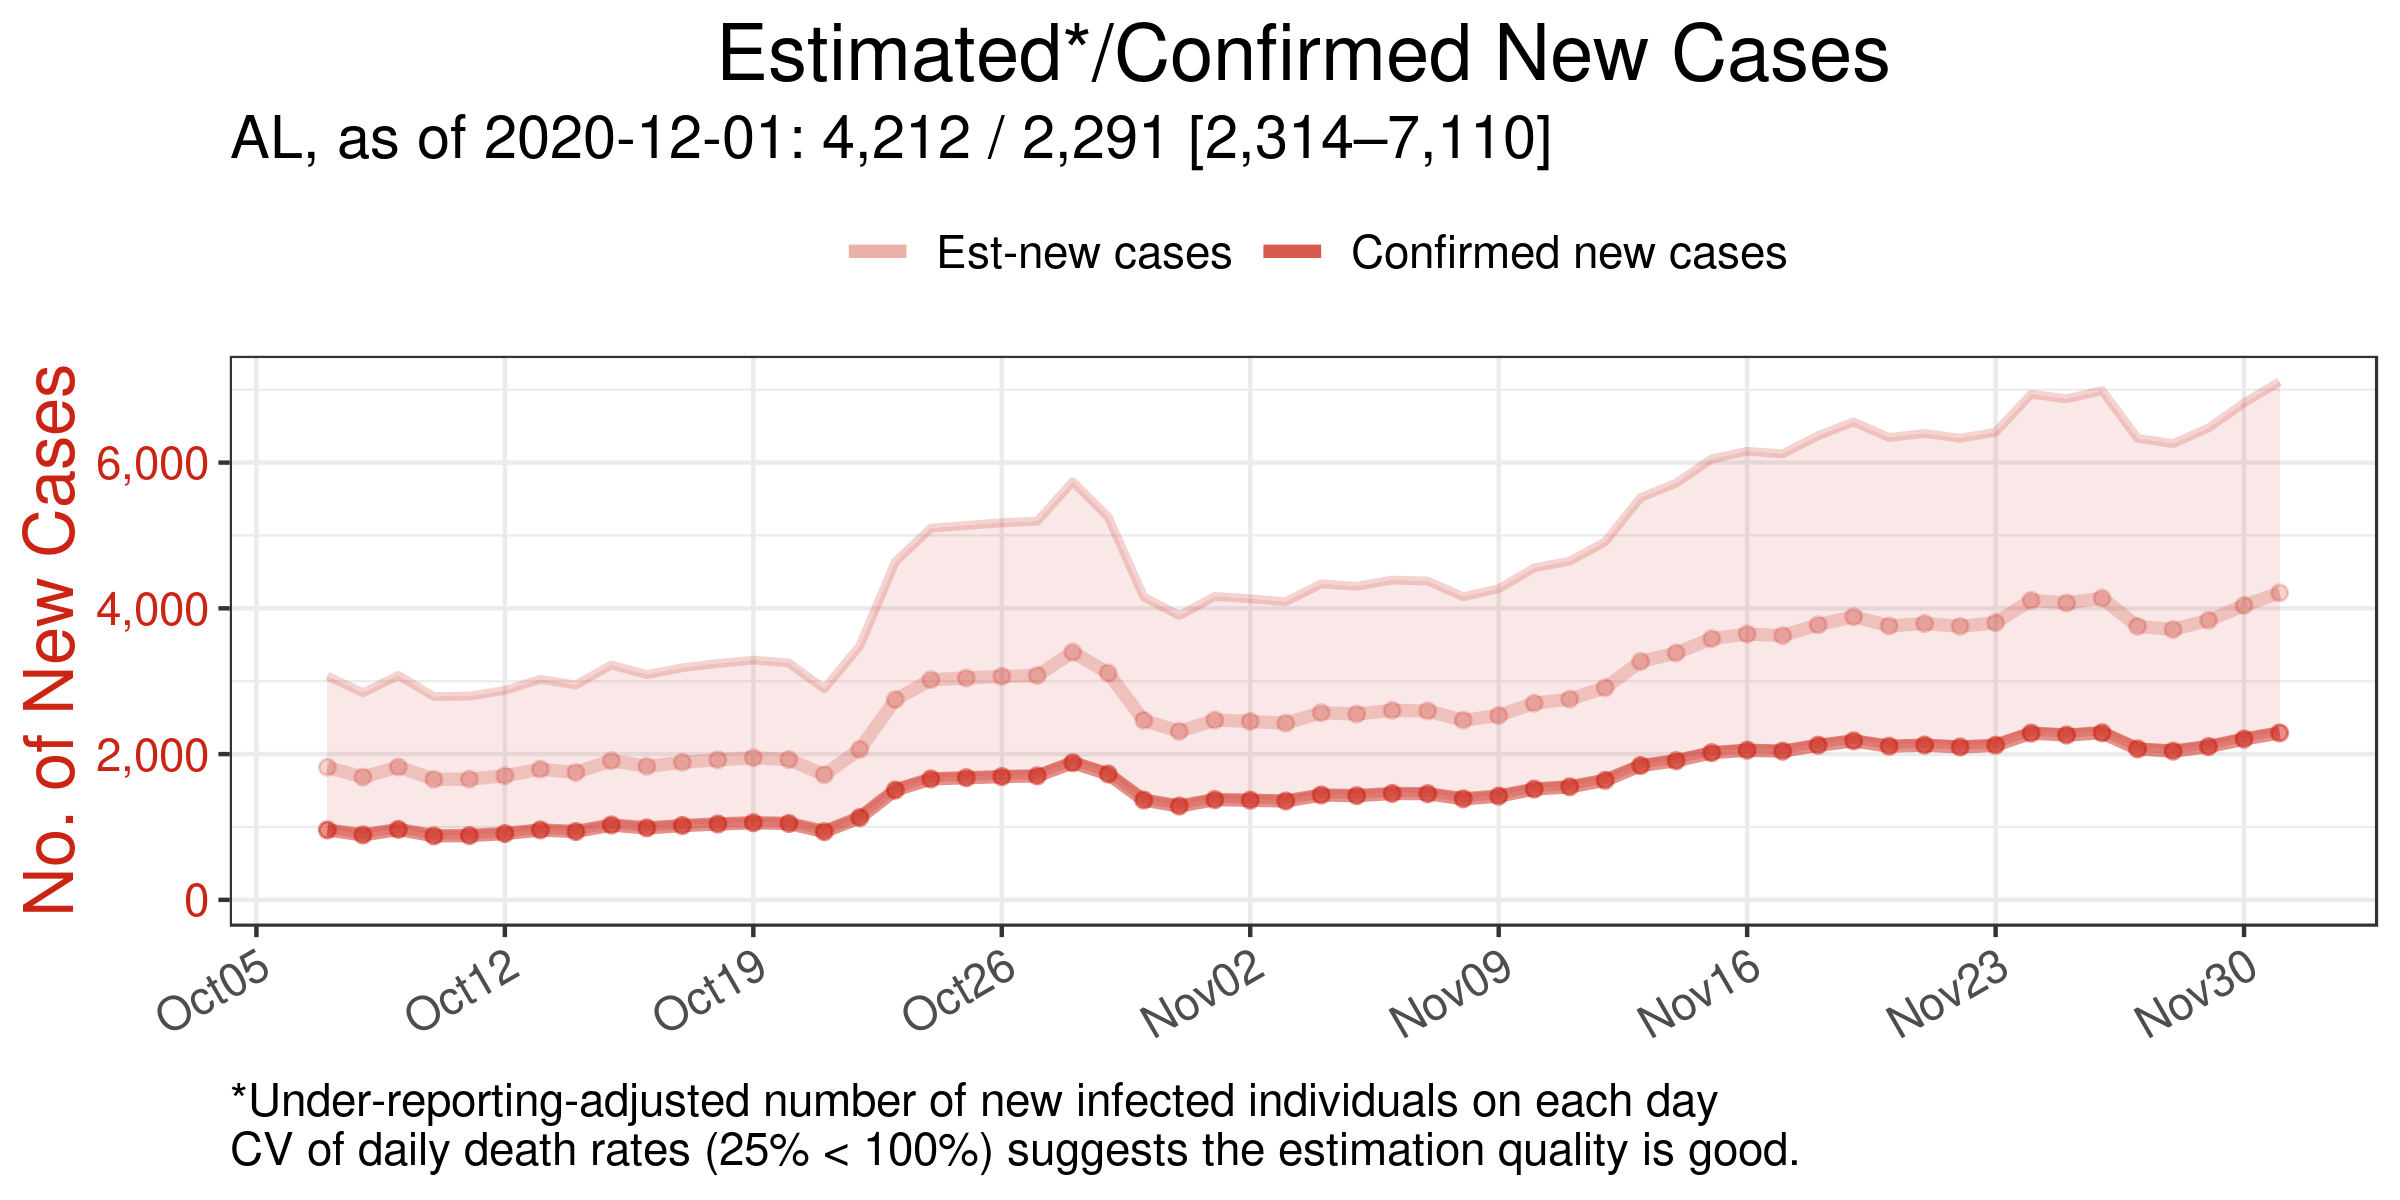 Estimated*/Confirmed New Cases
AL, as of 2020-12-01: 4,212 / 2,291 [2,314–7,110]
Est-new cases
Confirmed new cases
No. of New Cases
6,000
4,000
2,000
0
Oct05
Oct12
Oct19
Oct26
Nov02
Nov09
Nov16
Nov23
Nov30
*Under-reporting-adjusted number of new infected individuals on each day
CV of daily death rates (25% < 100%) suggests the estimation quality is good.